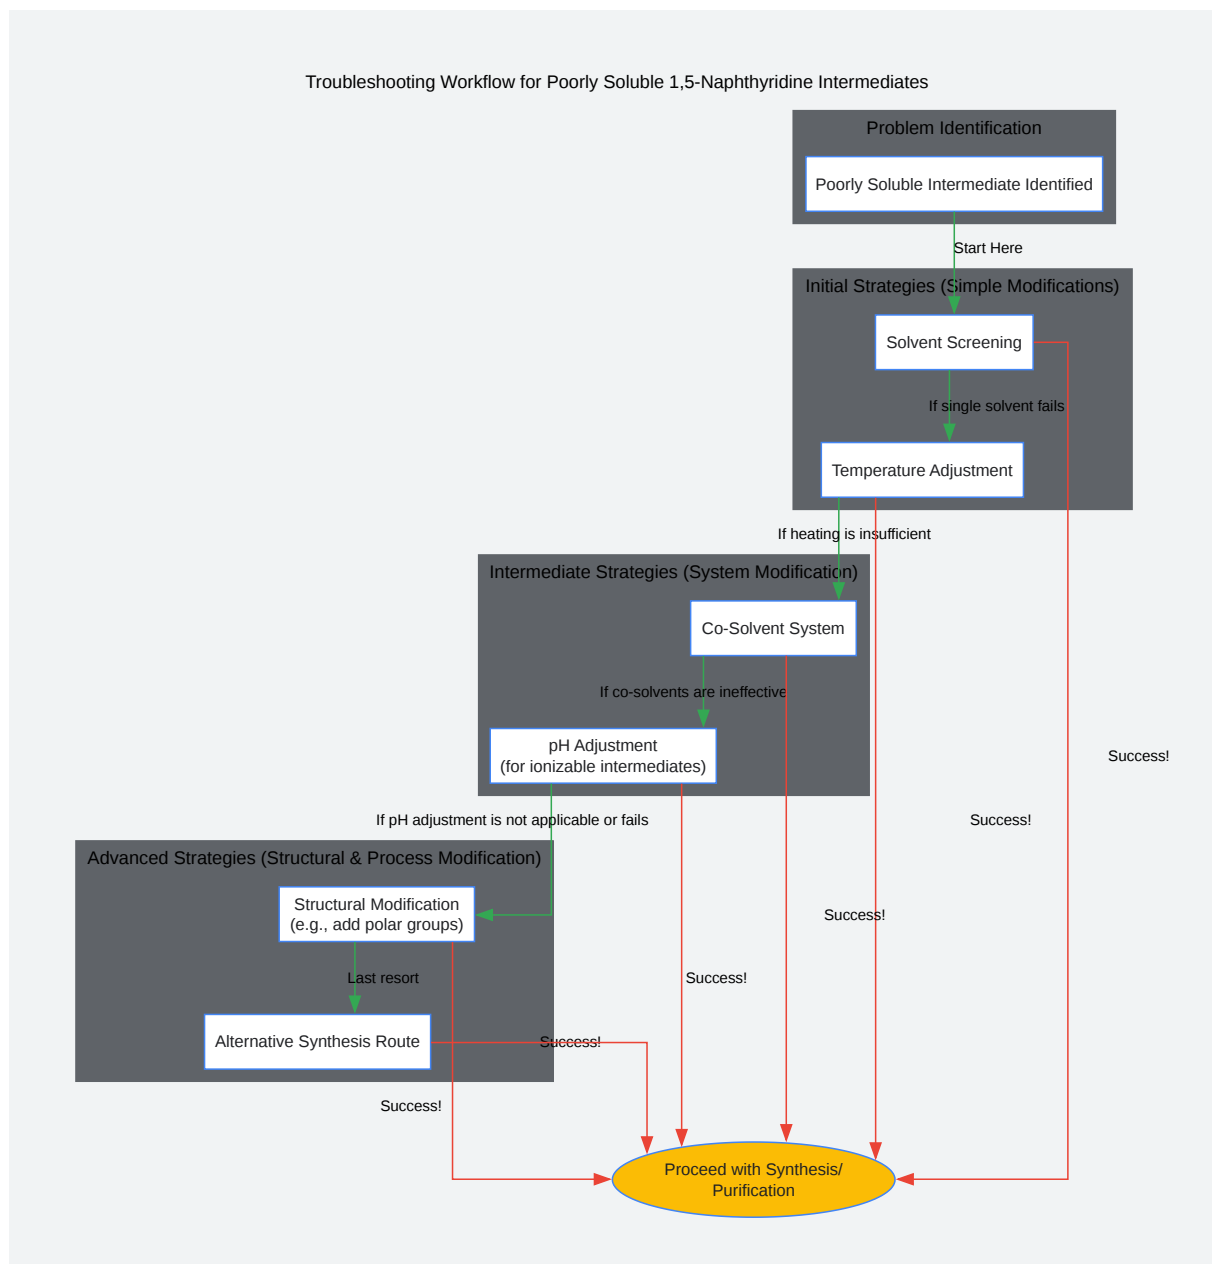 Troubleshooting Workflow for Poorly Soluble 1,5-Naphthyridine Intermediates
Problem Identification
Poorly Soluble Intermediate Identified
Start Here
Initial Strategies (Simple Modifications)
Solvent Screening
If single solvent fails
Temperature Adjustment
If heating is insufficient
Intermediate Strategies (System Modification)
Co-Solvent System
If co-solvents are ineffective
pH Adjustment
(for ionizable intermediates)
Success!
If pH adjustment is not applicable or fails
Success!
Advanced Strategies (Structural & Process Modification)
Structural Modification
(e.g., add polar groups)
Success!
Last resort
Success!
Alternative Synthesis Route
Success!
Success!
Proceed with Synthesis/
Purification